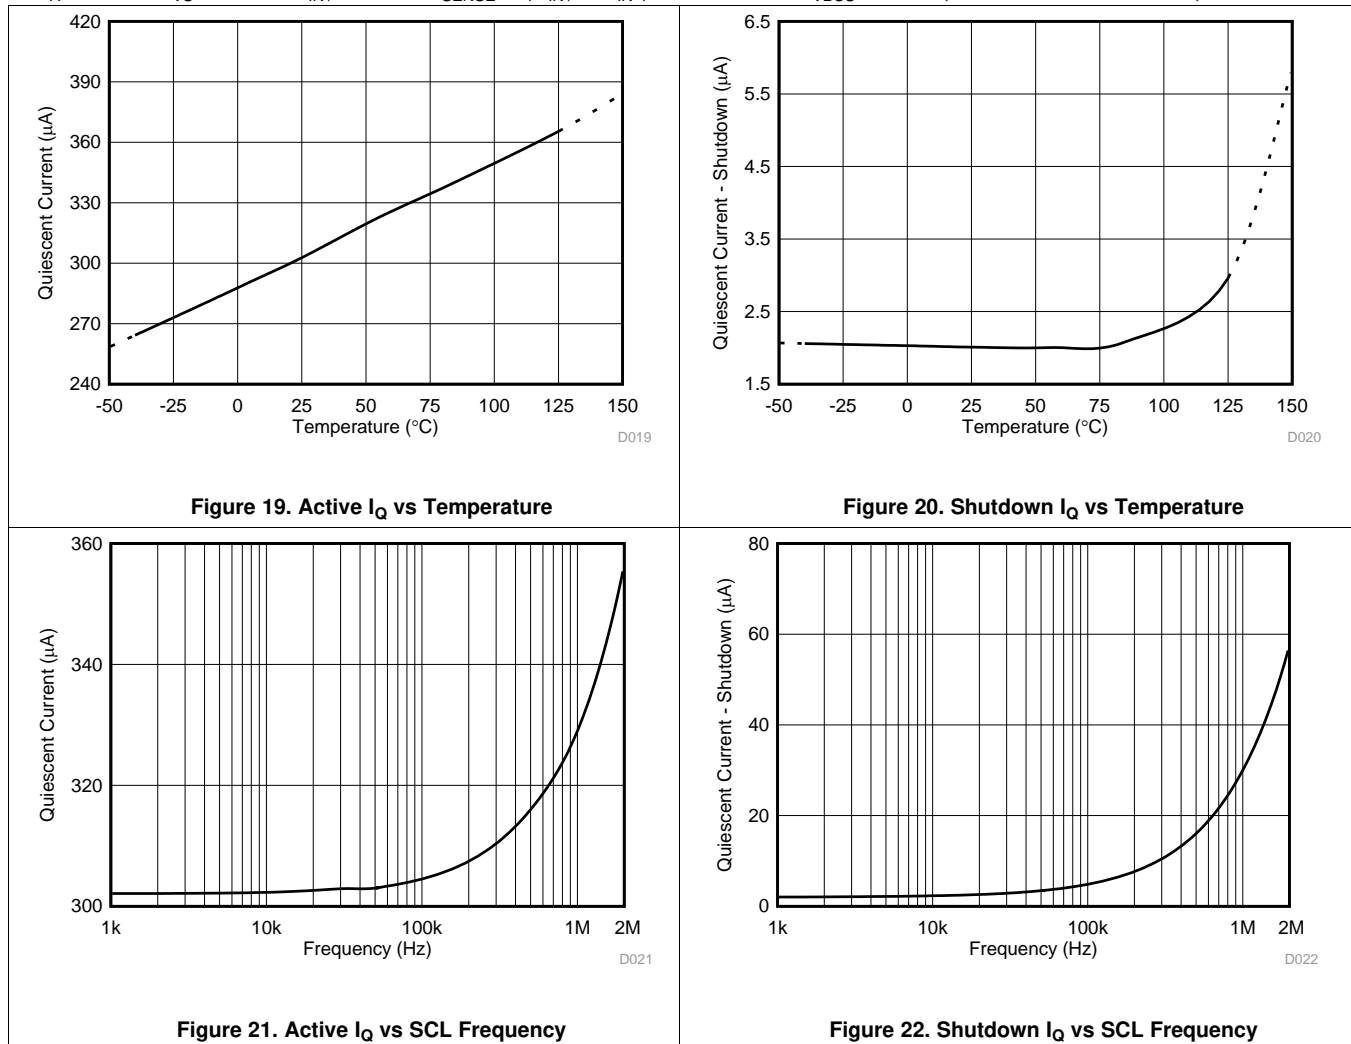 420
390
360
330
300
270
240
Quiescent Current (µA)
-50 -25 0 25 50 75 100 125 150
Temperature (°C)
D019
Figure 19. Active IQ vs Temperature
6.5
5.5
4.5
3.5
2.5
1.5
Quiescent Current - Shutdown (µA)
-50 -25 0 25 50 75 100 125 150
Temperature (°C)
D020
Figure 20. Shutdown IQ vs Temperature
360
340
320
300
Quiescent Current (µA)
1k 10k 100k 1M 2M
Frequency (Hz)
D021
Figure 21. Active IQ vs SCL Frequency
80
60
40
20
0
Quiescent Current - Shutdown (µA)
1k 10k 100k 1M 2M
Frequency (Hz)
D022
Figure 22. Shutdown IQ vs SCL Frequency